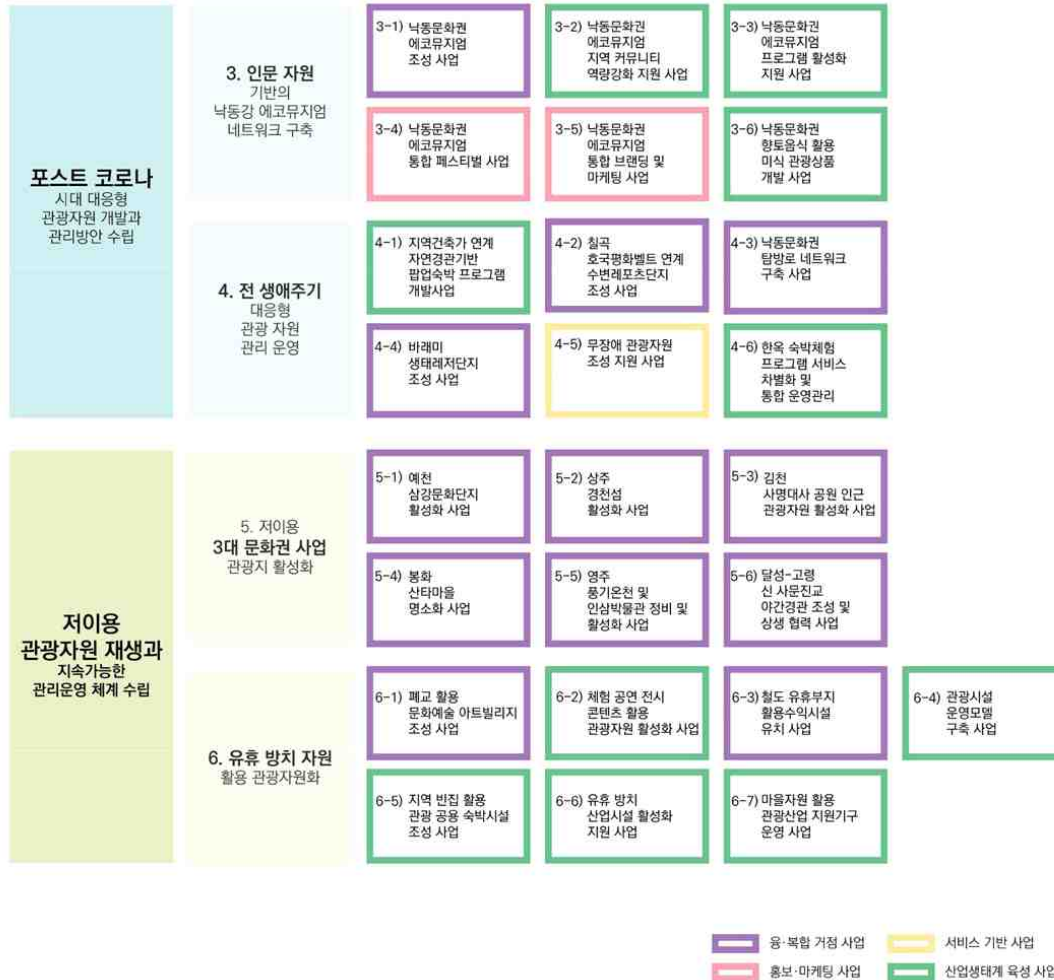 포스트 코로나
시대 대응형
관광자원 개발과
관리방안 수립
3. 인문 자원
기반의
낙동강 에코뮤지엄
네트워크 구축
3-1) 낙동문화권
에코뮤지엄
조성 사업
3-2) 낙동문화권
에코뮤지엄
지역 커뮤니티
역량강화 지원 사업
3-3) 낙동문화권
에코뮤지엄
프로그램 활성화
지원 사업
3-4) 낙동문화권
에코뮤지엄
통합 페스티벌 사업
3-5) 낙동문화권
에코뮤지엄
통합 브랜딩 및
마케팅 사업
3-6) 낙동문화권
향토음식 활용
미식 관광상품
개발 사업
4. 전 생애주기
대응형
관광 자원
관리 운영
4-1) 지역건축가 연계
자연경관기반
팝업숙박 프로그램
개발사업
4-2) 칠곡
호국평화벨트 연계
수변레포츠단지
조성 사업
4-3) 낙동문화권
탐방로 네트워크
구축 사업
4-4) 바래미
생태레저단지
조성 사업
4-5) 무장애 관광자원
조성 지원 사업
4-6) 한옥 숙박체험
프로그램 서비스
차별화 및
통합 운영관리
저이용
관광자원 재생과
지속가능한
관리운영 체계 수립
5. 저이용
3대 문화권 사업
관광지 활성화
5-1) 예천
삼강문화단지
활성화 사업
5-2) 상주
경천섬
활성화 사업
5-3) 김천
사명대사 공원 인근
관광자원 활성화 사업
5-4) 봉화
산타마을
명소화 사업
5-5) 영주
풍기온천 및
인삼박물관 정비 및
활성화 사업
5-6) 달성-고령
신 사문진교
야간경관 조성 및
상생 협력 사업
6. 유휴 방치 자원
활용 관광자원화
6-1) 폐교 활용
문화예술 아트빌리지
조성 사업
6-2) 체험 공연 전시
콘텐츠 활용
관광자원 활성화 사업
6-3) 철도 유휴부지
활용수익시설
유치 사업
6-4) 관광시설
운영모델
구축 사업
6-5) 지역 빈집 활용
관광 공용 숙박시설
조성 사업
6-6) 유휴 방치
산업시설 활성화
지원 사업
6-7) 마을자원 활용
관광산업 지원기구
운영 사업
융·복합 거점 사업
서비스 기반 사업
홍보·마케팅 사업
산업생태계 육성 사업